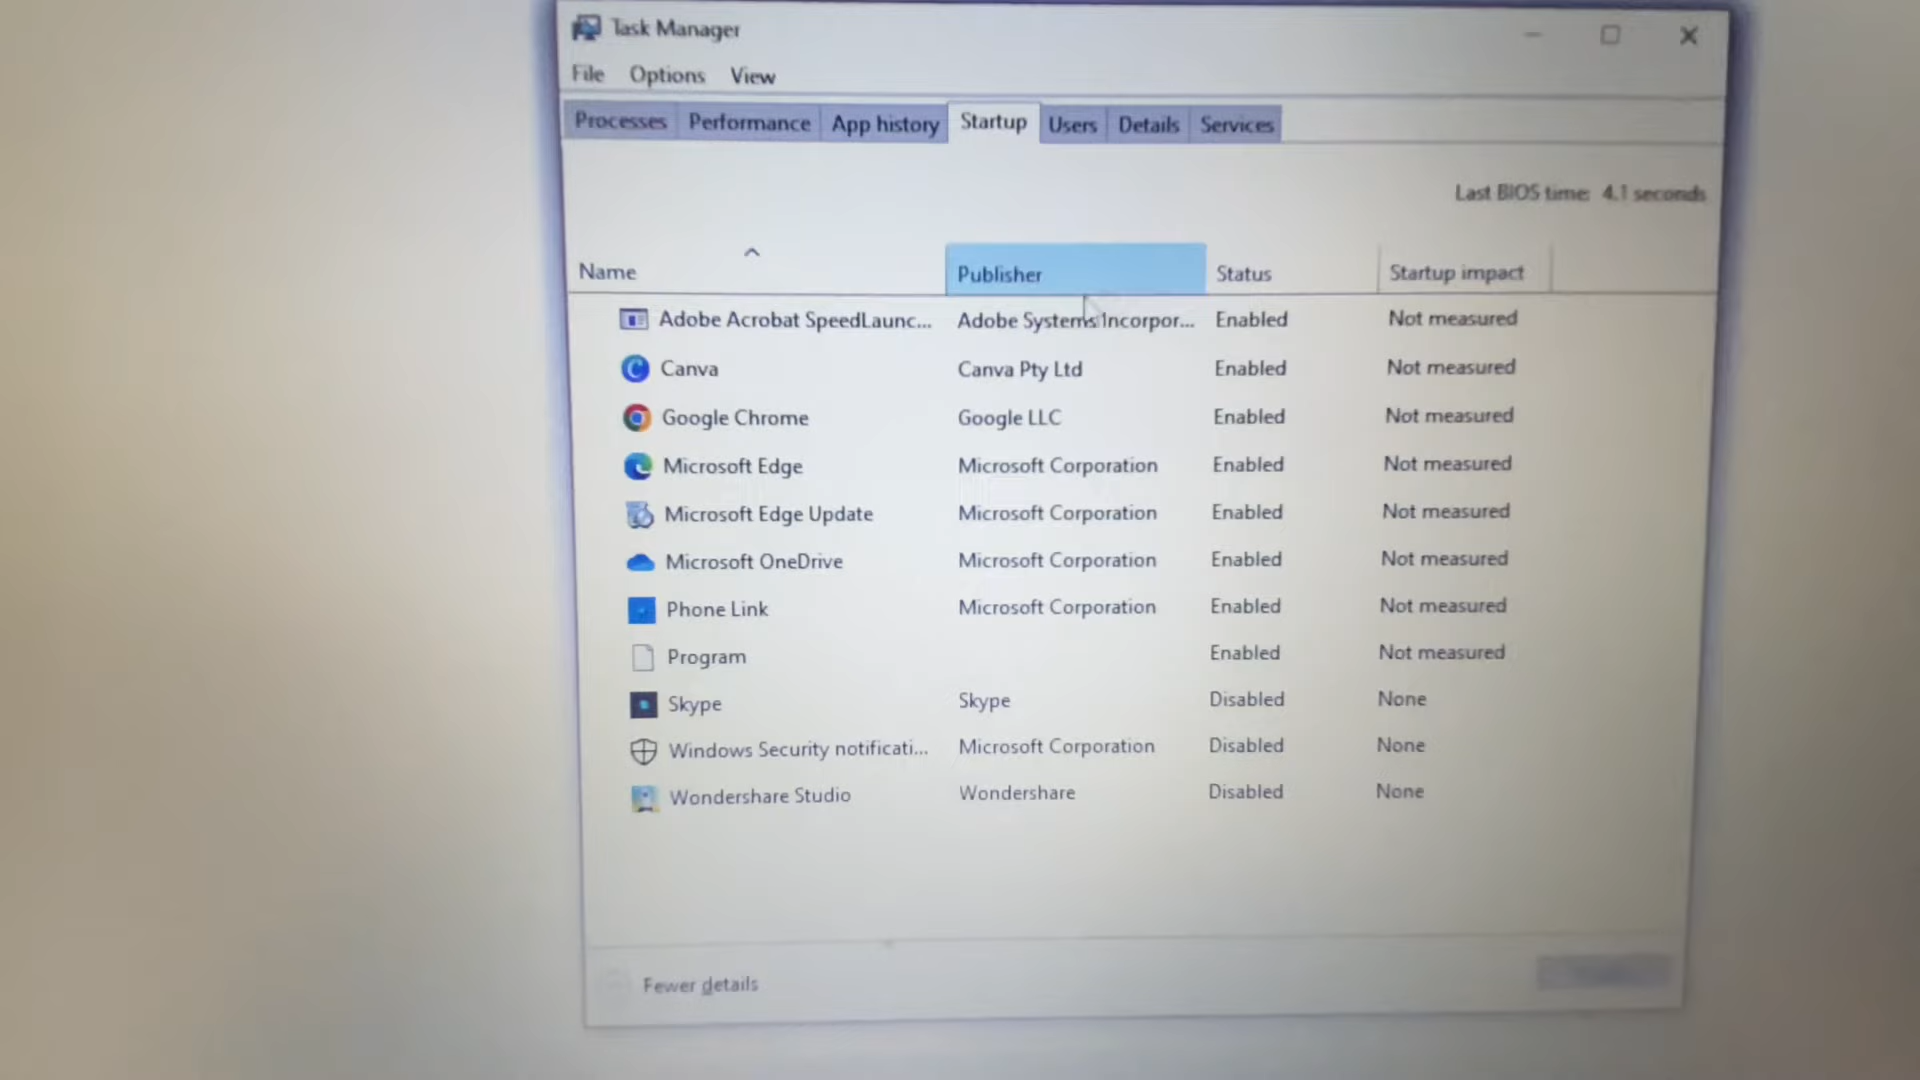 Task Manager
File Options View
Processes Performance App history Startup Users Details Services
Last BIOS time: 4.1 seconds
Name Publisher Status Startup impact
Adobe Acrobat SpeedLaunc... Adobe Systems Incorpor... Enabled Not measured
Canva Canva Pty Ltd Enabled Not measured
Google Chrome Google LLC Enabled Not measured
Microsoft Edge Microsoft Corporation Enabled Not measured
Microsoft Edge Update Microsoft Corporation Enabled Not measured
Microsoft OneDrive Microsoft Corporation Enabled Not measured
Phone Link Microsoft Corporation Enabled Not measured
Program Enabled Not measured
Skype Skype Disabled None
Windows Security notificati... Microsoft Corporation Disabled None
Wondershare Studio Wondershare Disabled None
Fewer details